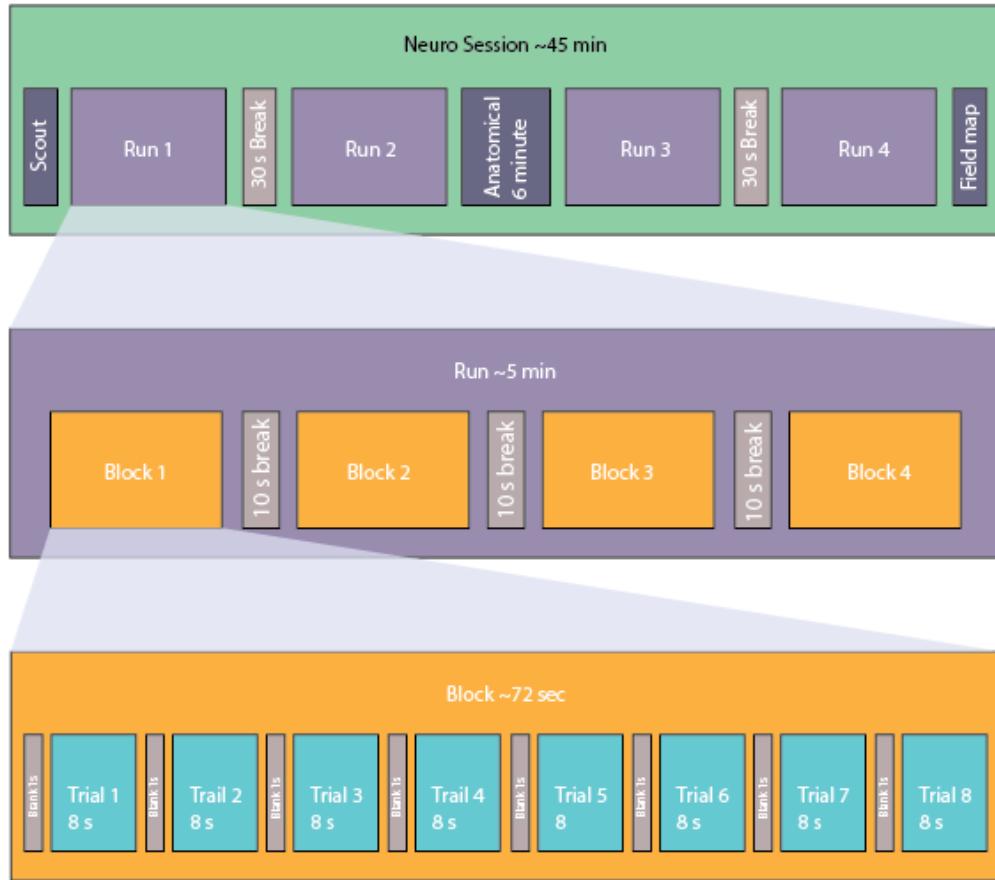 Neuro Session ~45 min
Scout
Run 1
30 s Break
Run 2
Anatomical
6 minute
Run 3
30 s Break
Run 4
Field map
Run ~5 min
Block 1
10 s break
Block 2
10 s break
Block 3
10 s break
Block 4
Block ~72 sec
Blank 1s
Trial 1
8 s
Blank 1s
Trail 2
8 s
Blank 1s
Trial 3
8 s
Blank 1s
Trail 4
8 s
Blank 1s
Trial 5
8
Blank 1s
Trial 6
8 s
Blank 1s
Trial 7
8 s
Blank 1s
Trial 8
8 s